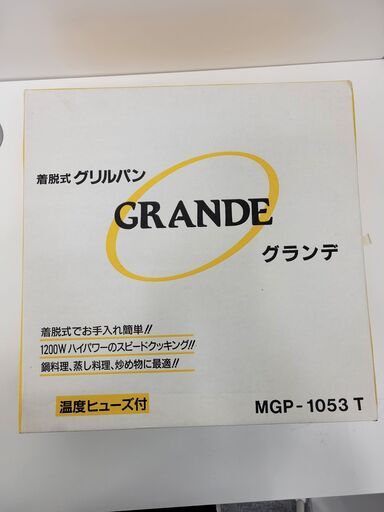 着脱式 グリルパン
GRANDE
グランデ
着脱式でお手入れ簡単!!
1200Wハイパワーのスピードクッキング!!
鍋料理、蒸し料理、炒め物に最適!!
温度ヒューズ付
MGP-1053 T